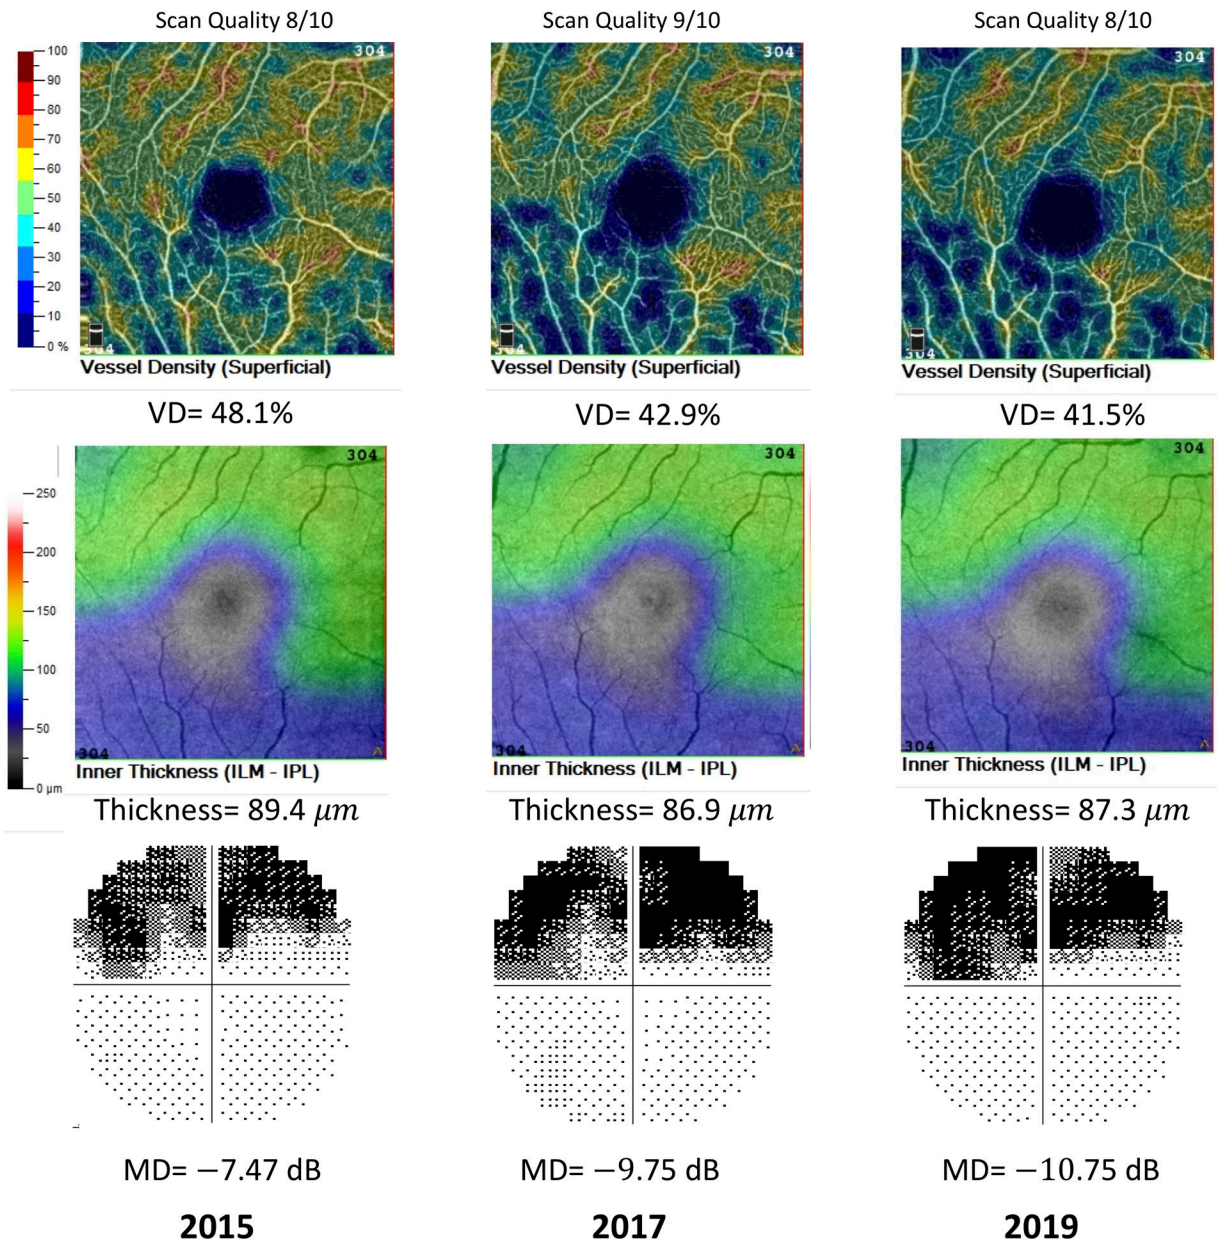 Scan Quality 8/10
Scan Quality 9/10
Scan Quality 8/10
100
90
80
70
60
50
40
30
20
10
0 %
304
304
Vessel Density (Superficial)
304
304
Vessel Density (Superficial)
304
304
Vessel Density (Superficial)
VD= 48.1%
VD= 42.9%
VD= 41.5%
250
200
150
100
50
0 µm
304
304
Inner Thickness (ILM - IPL)
304
304
Inner Thickness (ILM - IPL)
304
304
Inner Thickness (ILM - IPL)
Thickness= 89.4 µm
Thickness= 86.9 µm
Thickness= 87.3 µm
MD= −7.47 dB
MD= −9.75 dB
MD= −10.75 dB
2015
2017
2019